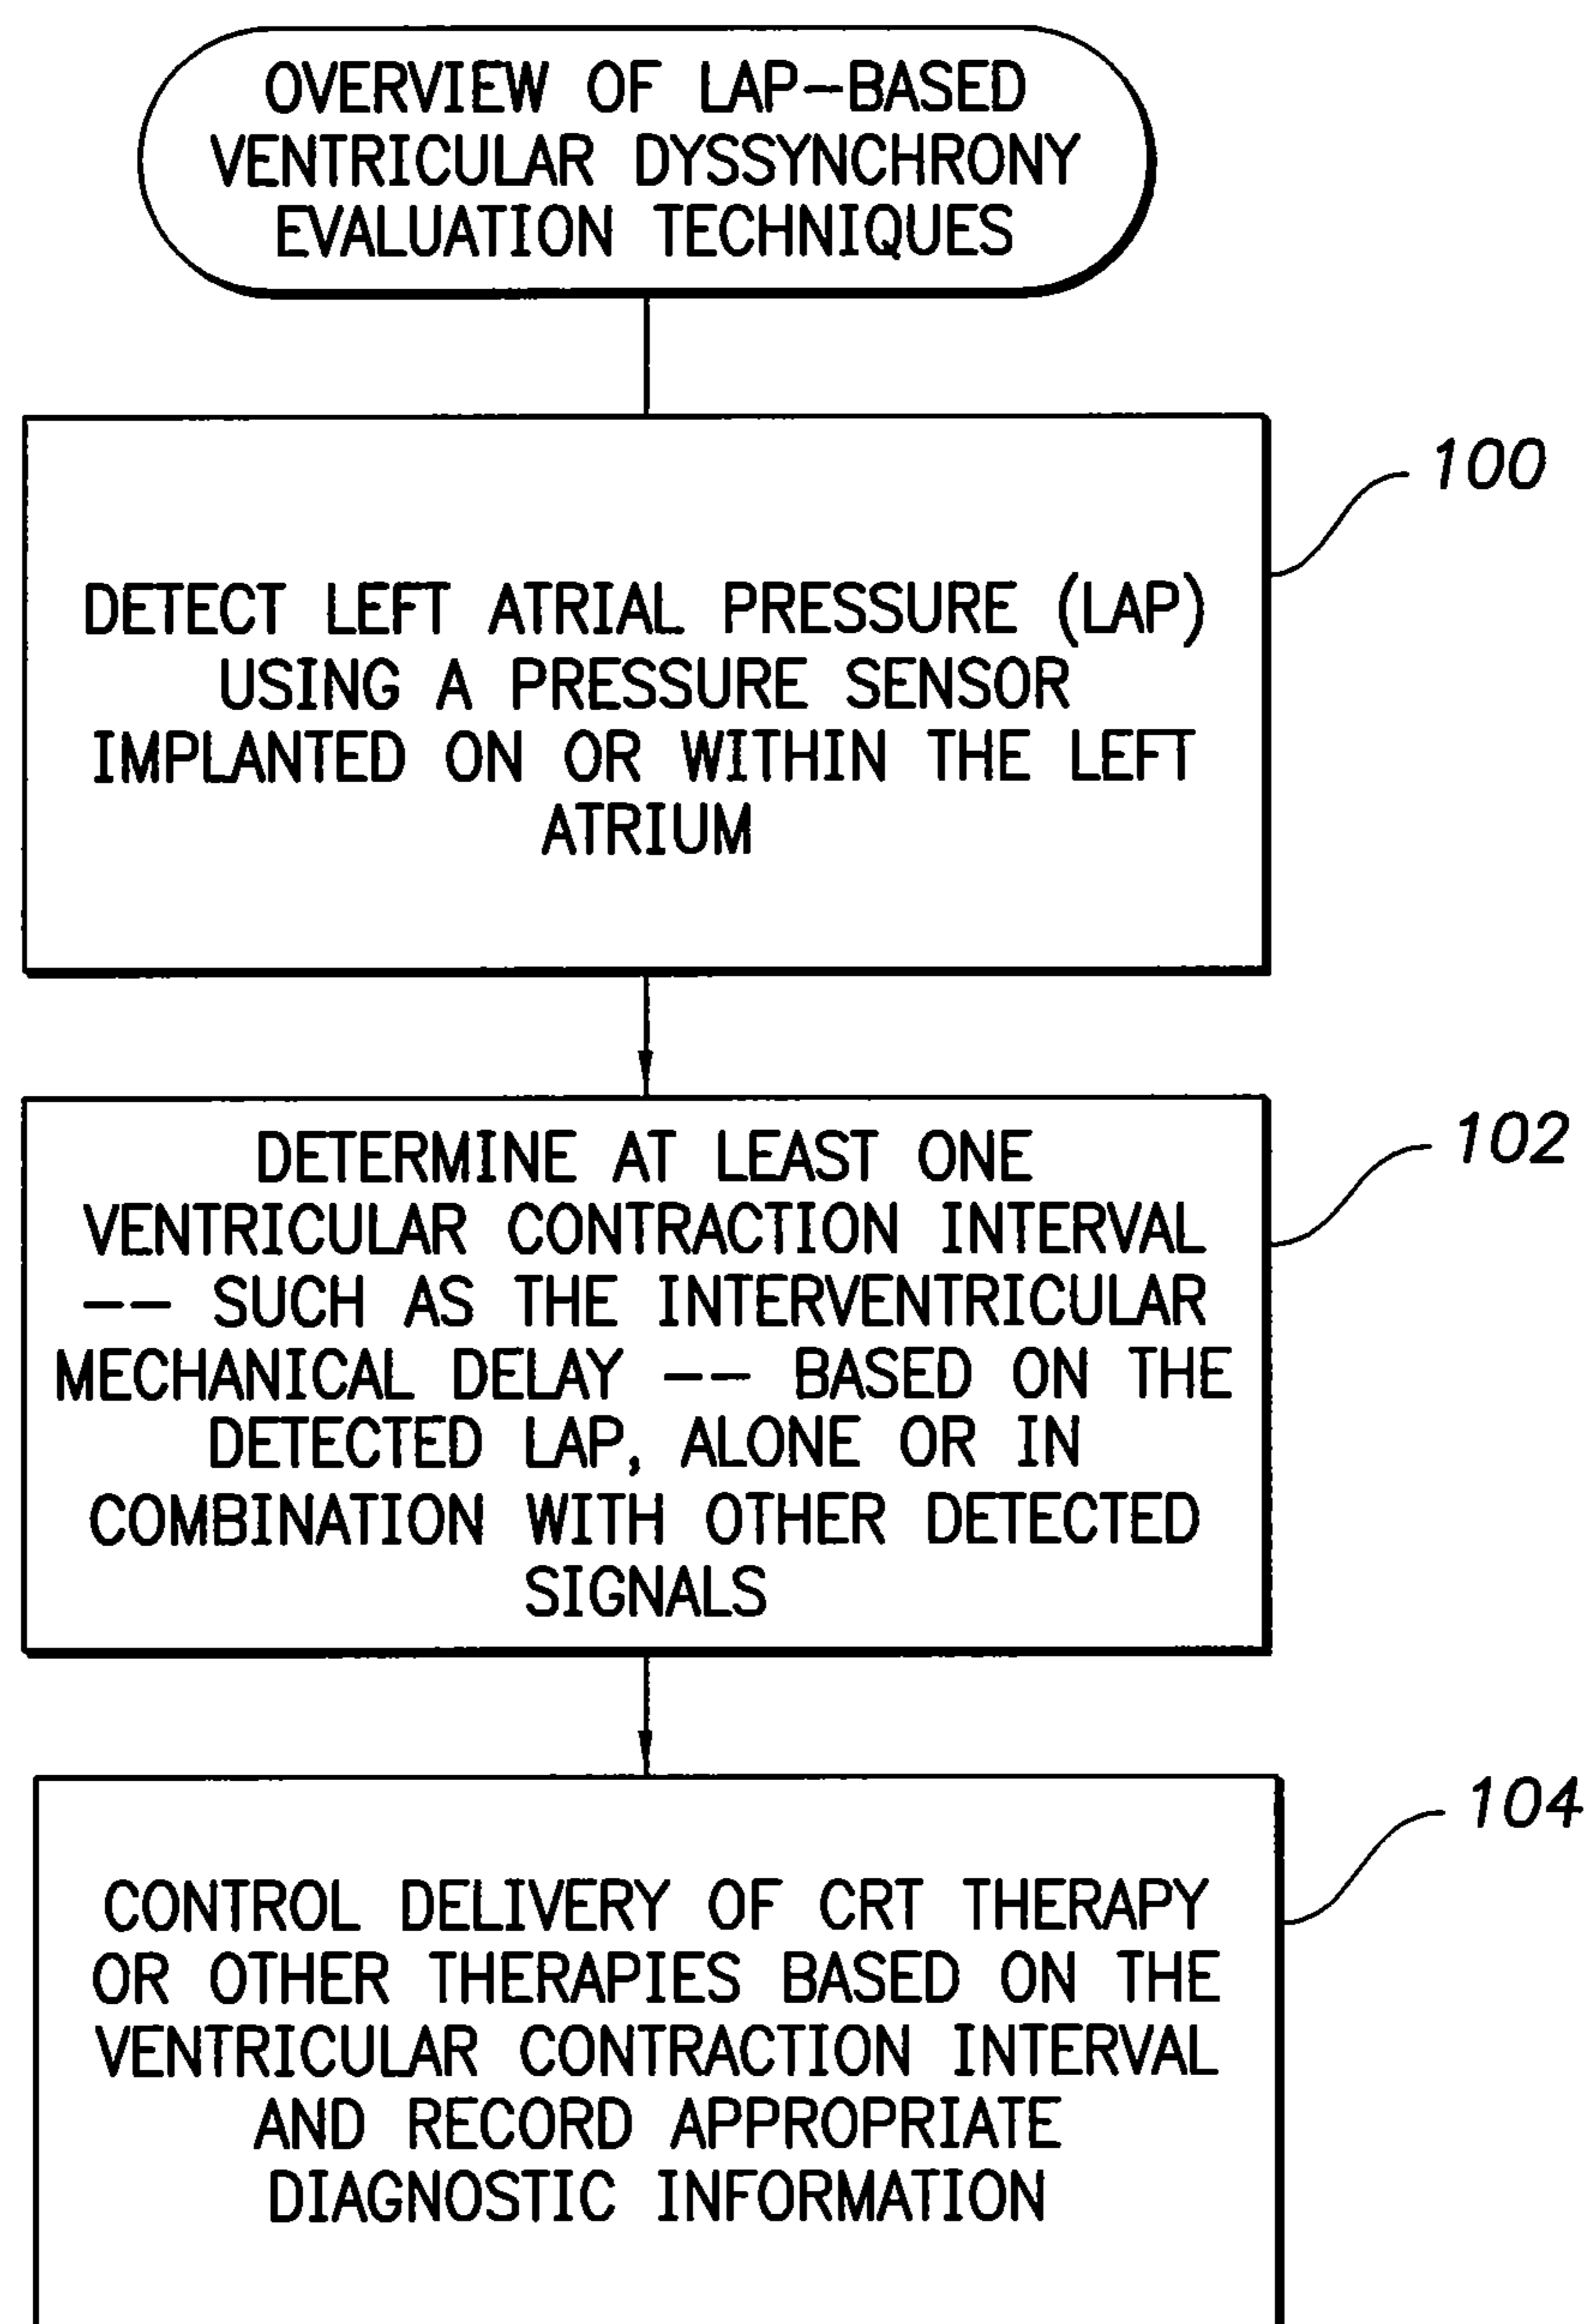 OVERVIEW OF LAP-BASED
VENTRICULAR DYSSYNCHRONY
EVALUATION TECHNIQUES
100
DETECT LEFT ATRIAL PRESSURE (LAP)
USING A PRESSURE SENSOR
IMPLANTED ON OR WITHIN THE LEFT
ATRIUM
102
DETERMINE AT LEAST ONE
VENTRICULAR CONTRACTION INTERVAL
-- SUCH AS THE INTERVENTRICULAR
MECHANICAL DELAY -- BASED ON THE
DETECTED LAP, ALONE OR IN
COMBINATION WITH OTHER DETECTED
SIGNALS
104
CONTROL DELIVERY OF CRT THERAPY
OR OTHER THERAPIES BASED ON THE
VENTRICULAR CONTRACTION INTERVAL
AND RECORD APPROPRIATE
DIAGNOSTIC INFORMATION